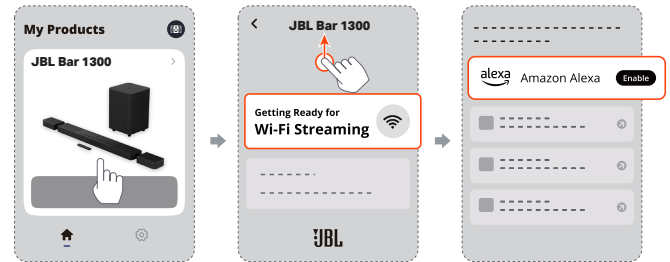 My Products
JBL Bar 1300
JBL Bar 1300
Getting Ready for
Wi-Fi Streaming
JBL
alexa
Amazon Alexa
Enable